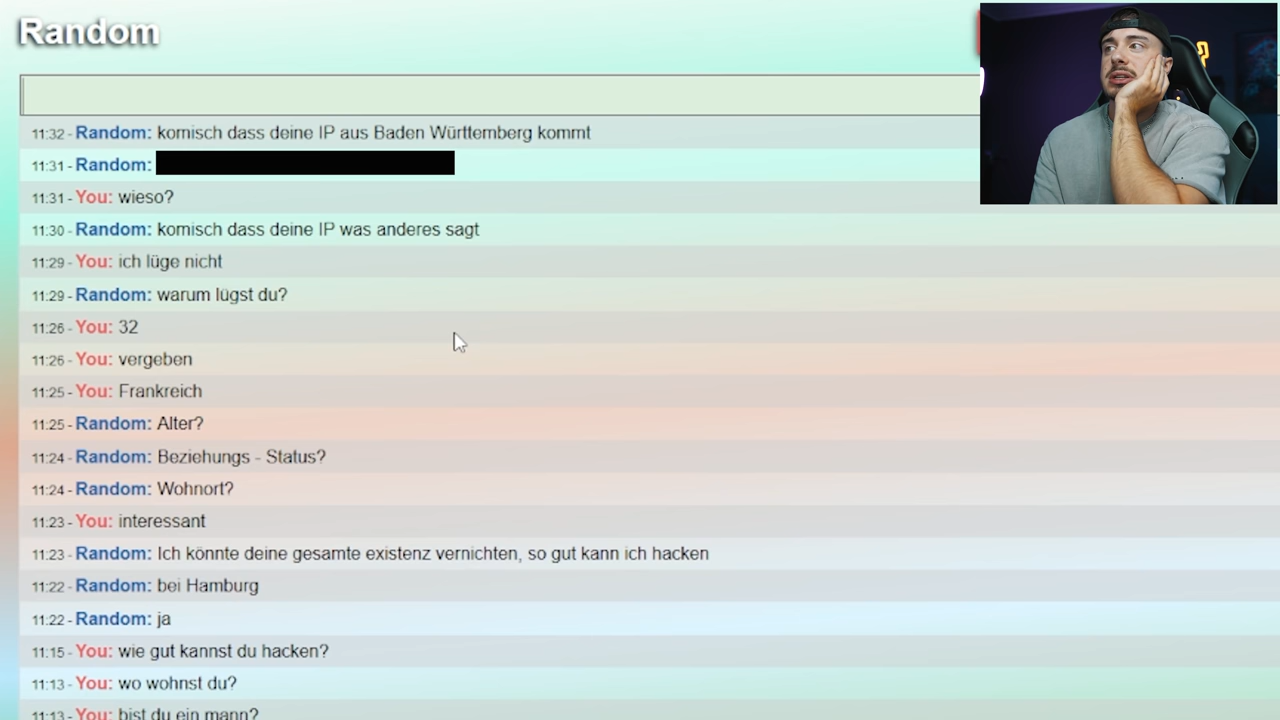 Random
11:32 - Random: komisch dass deine IP aus Baden Württemberg kommt
11:31 - Random:
11:31 - You: wieso?
11:30 - Random: komisch dass deine IP was anderes sagt
11:29 - You: ich lüge nicht
11:29 - Random: warum lügst du?
11:26 - You: 32
11:26 - You: vergeben
11:25 - You: Frankreich
11:25 - Random: Alter?
11:24 - Random: Beziehungs - Status?
11:24 - Random: Wohnort?
11:23 - You: interessant
11:23 - Random: Ich könnte deine gesamte existenz vernichten, so gut kann ich hacken
11:22 - Random: bei Hamburg
11:22 - Random: ja
11:15 - You: wie gut kannst du hacken?
11:13 - You: wo wohnst du?
11:13 - You: bist du ein mann?